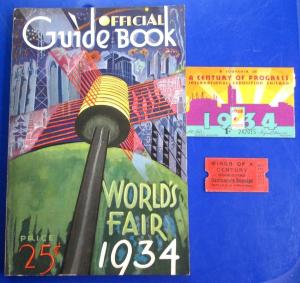 OFFICIAL
Guide Book
WORLD'S
FAIR
1934
PRICE
25¢
A SOUVENIR OF
A CENTURY OF PROGRESS
INTERNATIONAL EXPOSITION CHICAGO
1934
WINGS OF A
CENTURY